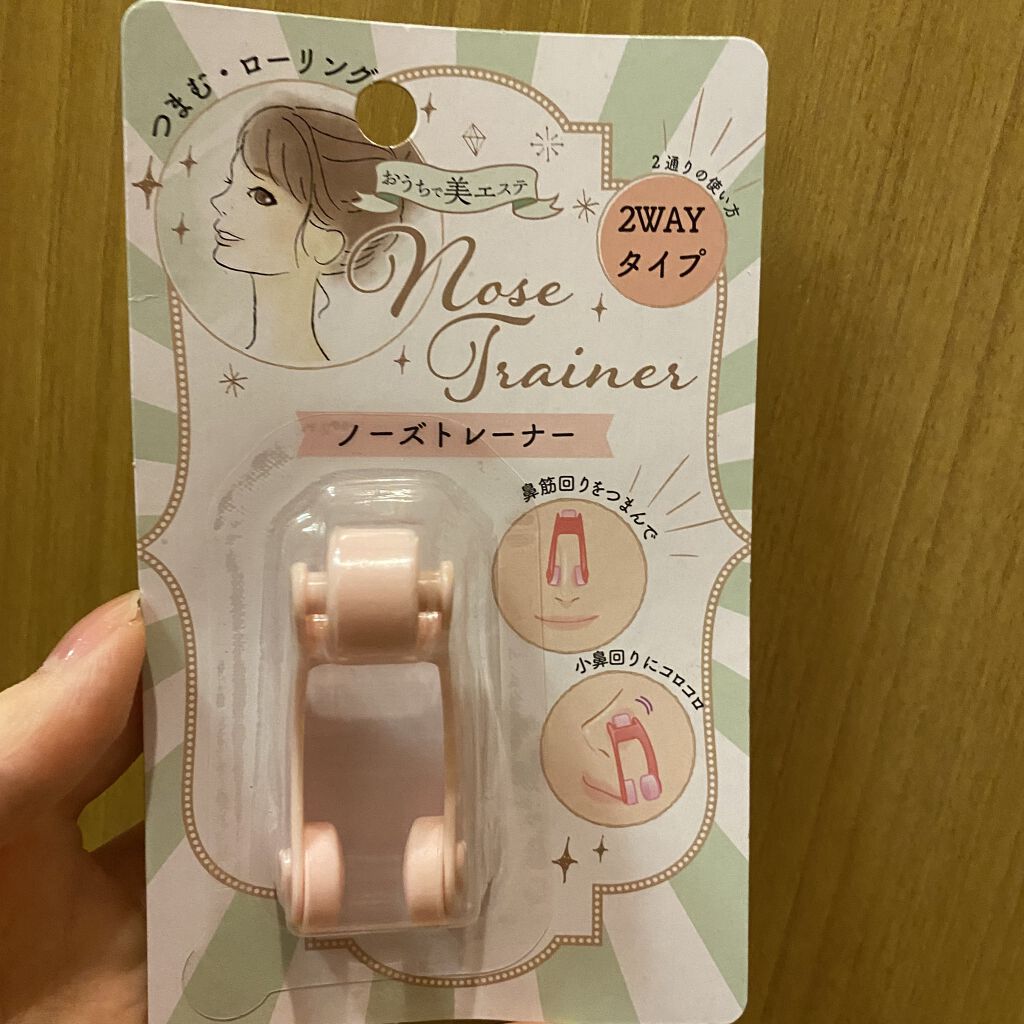 つまむ・ローリング
おうちで美エステ
2通りの使い方
2WAY
タイプ
Nose
Trainer
ノーズトレーナー
鼻筋回りをつまんで
小鼻回りにコロコロ